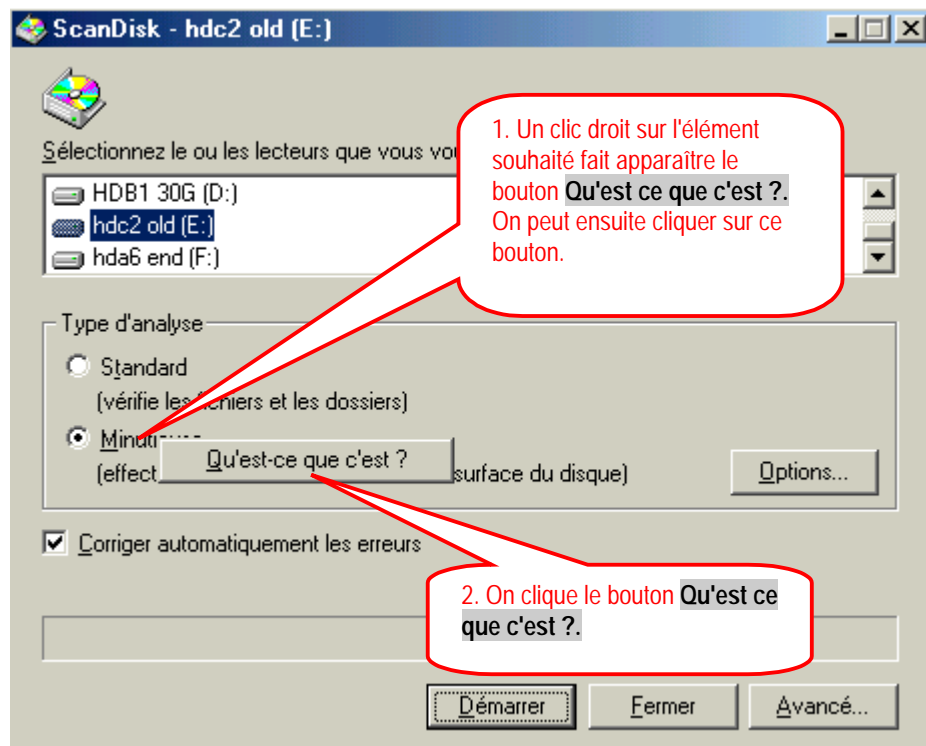 ScanDisk - hdc2 old (E:)
Sélectionnez le ou les lecteurs que vous
HDB1 30G (D:)
hdc2 old (E:)
hda6 end (F:)
1. Un clic droit sur l'élément
souhaité fait apparaître le
bouton Qu'est ce que c'est ?.
On peut ensuite cliquer sur ce
bouton.
Type d'analyse
Standard
(vérifie les fichiers et les dossiers)
Qu'est-ce que c'est ?
surface du disque)
Options...
Corriger automatiquement les erreurs
2. On clique le bouton Qu'est ce
que c'est ?.
Démarrer
Fermer
Avancé...